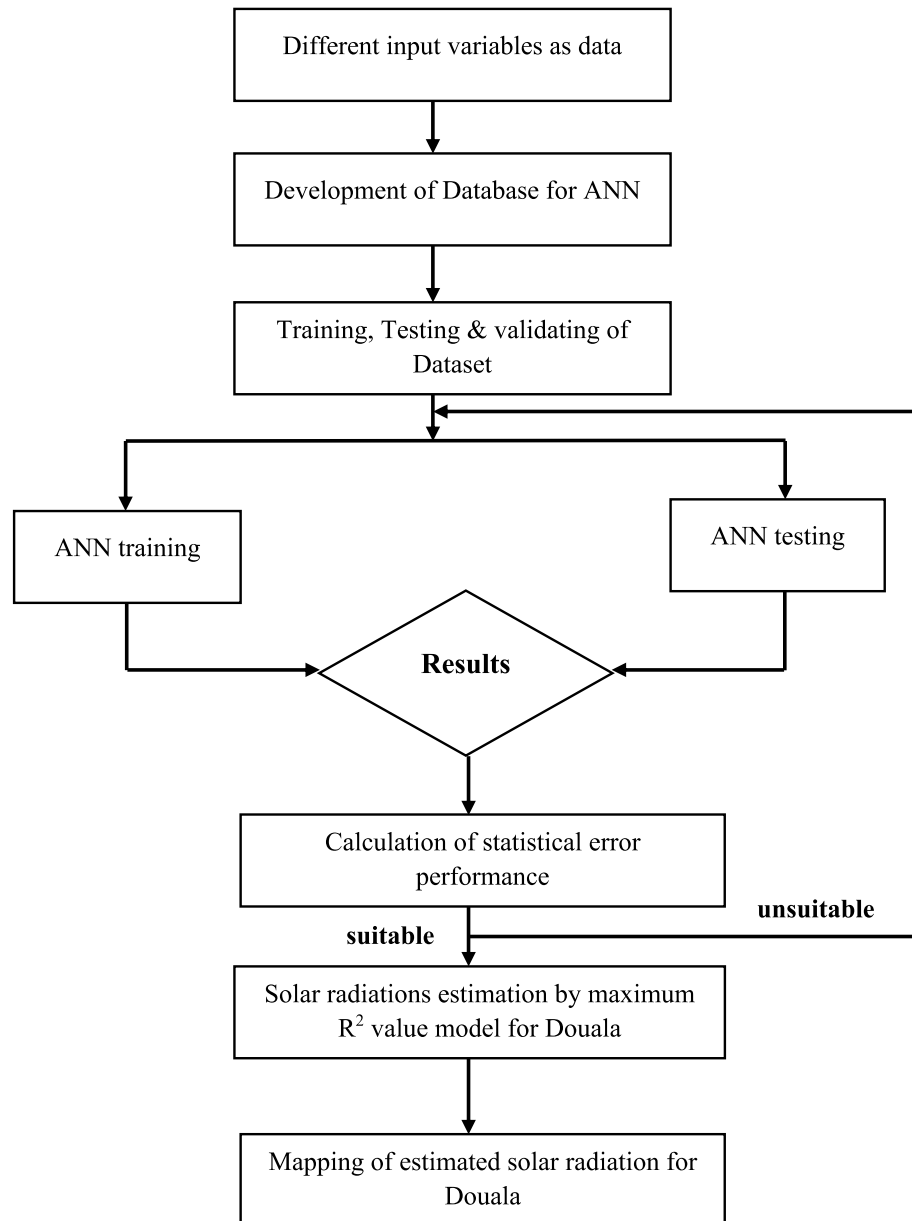 Different input variables as data
Development of Database for ANN
Training, Testing & validating of
Dataset
ANN training
ANN testing
Results
Calculation of statistical error
performance
unsuitable
suitable
Solar radiations estimation by maximum
R² value model for Douala
Mapping of estimated solar radiation for
Douala